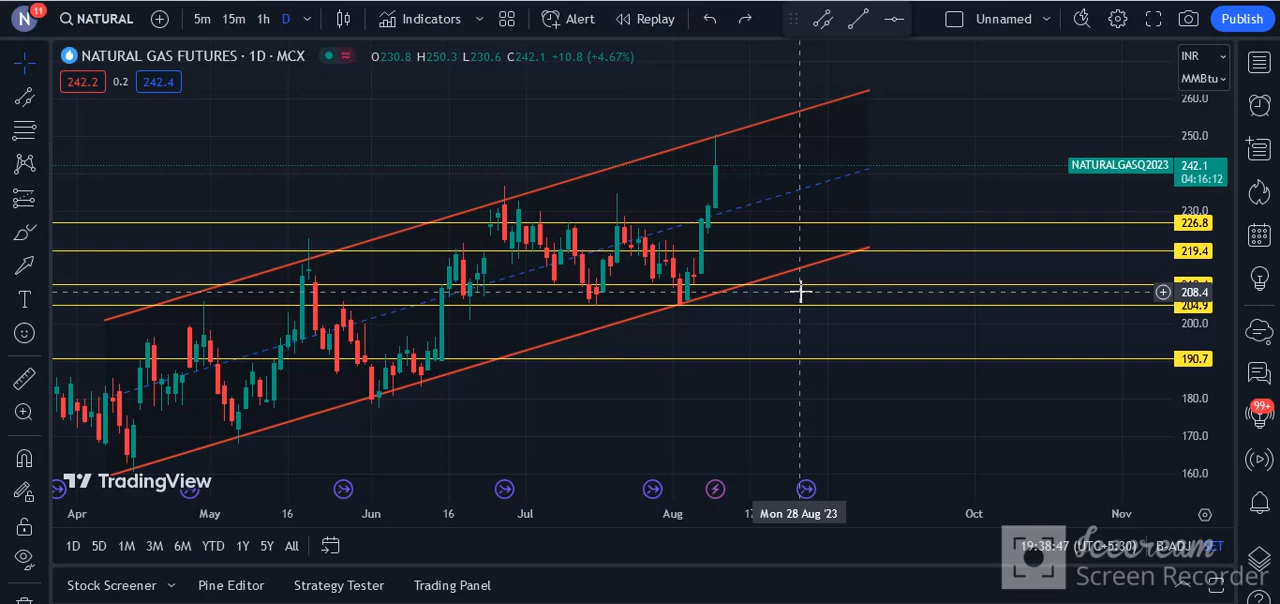 N 11 NATURAL 5m 15m 1h D Indicators Alert Replay Unnamed Publish
NATURAL GAS FUTURES · 1D · MCX O230.8 H250.3 L230.6 C242.1 +10.8 (+4.67%) INR
242.2 0.2 242.4 MMBtu
260.0
250.0
NATURALGASQ2023 242.1
04:16:12
230.0
226.8
219.4
208.4
204.9
200.0
190.7
180.0
99+
170.0
160.0
TradingView
Apr May 16 Jun 16 Jul Aug Mon 28 Aug '23 Oct Nov
1D 5D 1M 3M 6M YTD 1Y 5Y All 19:38:47 (UTC+5:30) B-ADJ SET
Icecream
Screen Recorder
Stock Screener Pine Editor Strategy Tester Trading Panel